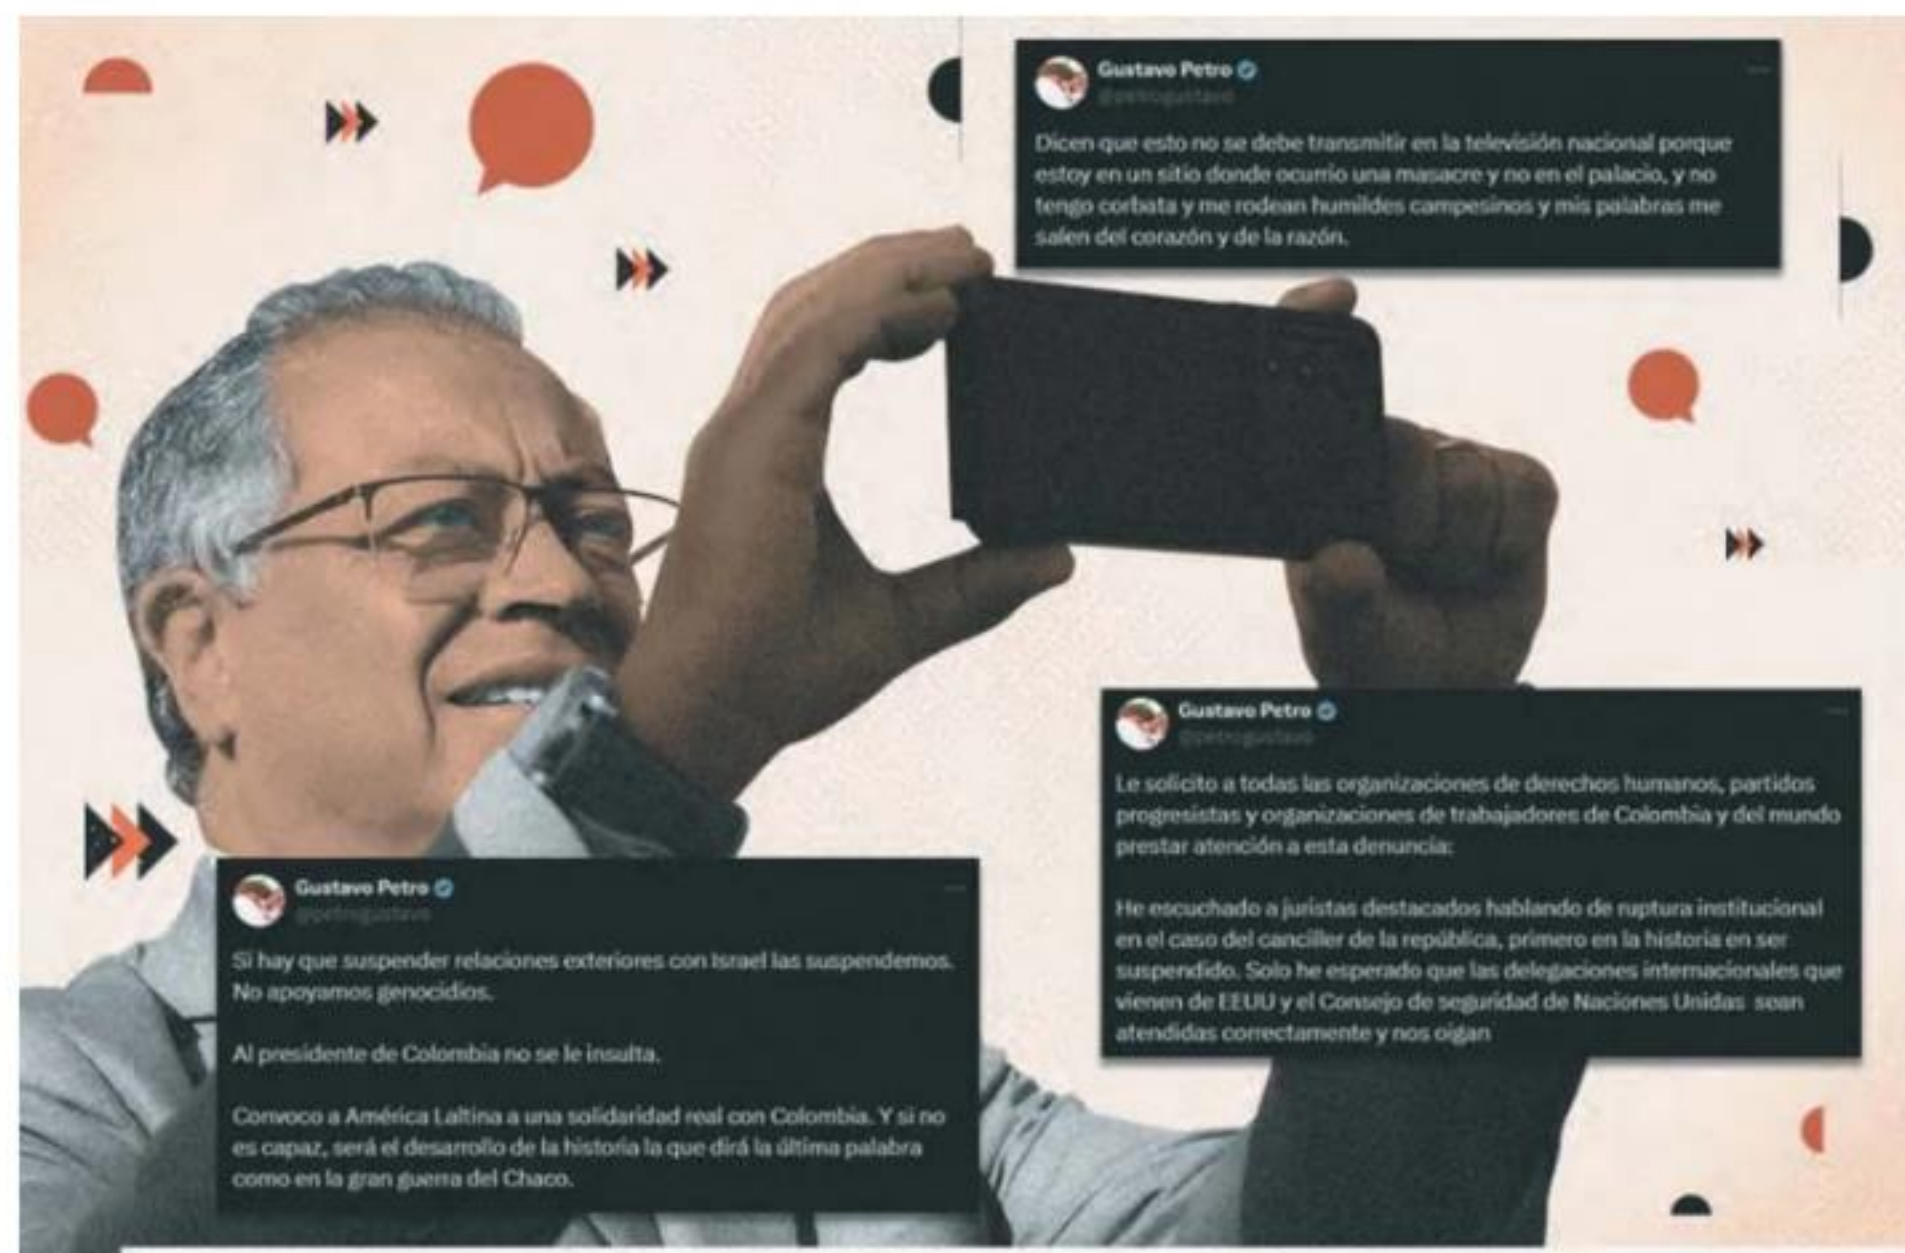 Gustavo Petro
@petrogustavo
Dicen que esto no se debe transmitir en la televisión nacional porque
estoy en un sitio donde ocurrio una masacre y no en el palacio, y no
tengo corbata y me rodean humildes campesinos y mis palabras me
salen del corazón y de la razón.
Gustavo Petro
@petrogustavo
Le solicito a todas las organizaciones de derechos humanos, partidos
progresistas y organizaciones de trabajadores de Colombia y del mundo
prestar atención a esta denuncia:
He escuchado a juristas destacados hablando de ruptura institucional
en el caso del canciller de la república, primero en la historia en ser
suspendido. Solo he esperado que las delegaciones internacionales que
vienen de EEUU y el Consejo de seguridad de Naciones Unidas sean
atendidas correctamente y nos oigan
Gustavo Petro
@petrogustavo
Si hay que suspender relaciones exteriores con Israel las suspendemos.
No apoyamos genocidios.
Al presidente de Colombia no se le insulta.
Convoco a América Laltina a una solidaridad real con Colombia. Y si no
es capaz, será el desarrollo de la historia la que dirá la última palabra
como en la gran guerra del Chaco.